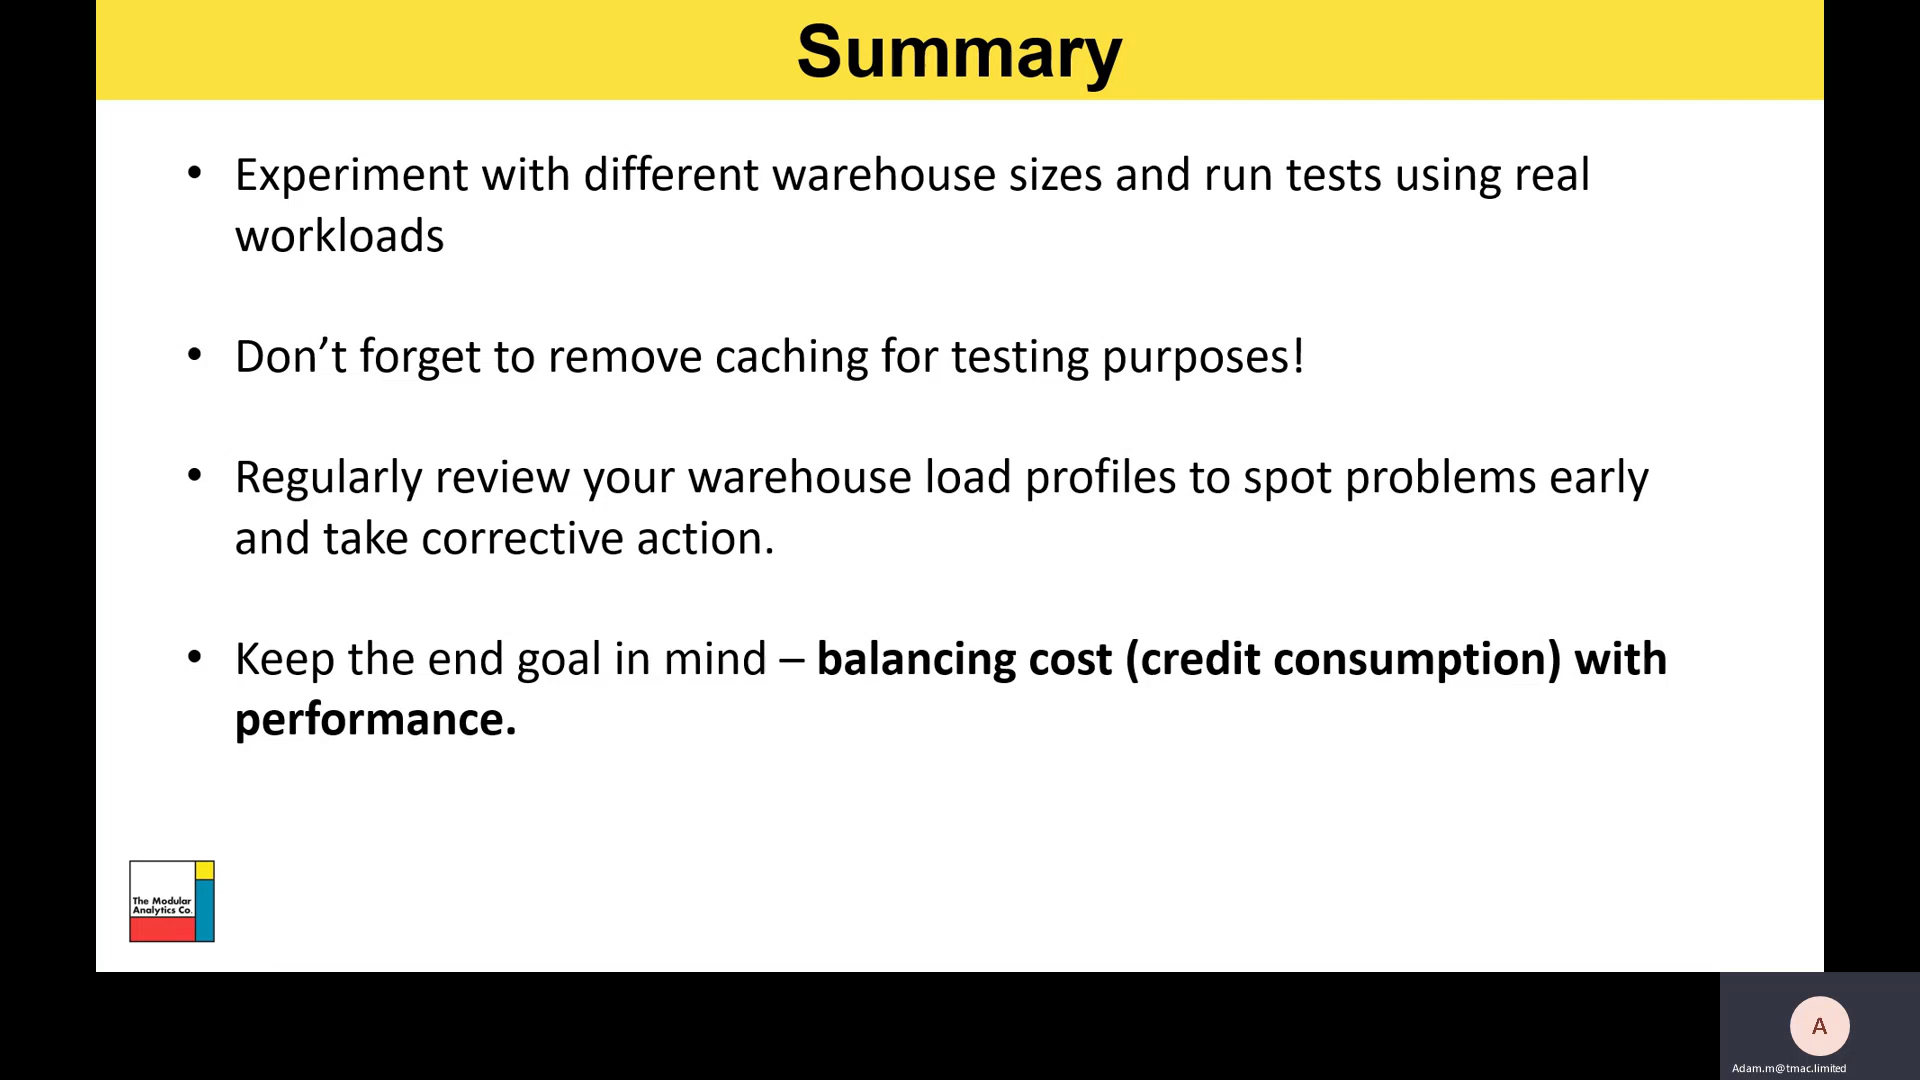 Summary
• Experiment with different warehouse sizes and run tests using real
workloads
• Don’t forget to remove caching for testing purposes!
• Regularly review your warehouse load profiles to spot problems early
and take corrective action.
• Keep the end goal in mind – balancing cost (credit consumption) with
performance.
The Modular
Analytics Co.
A
Adam.m@tmac.limited